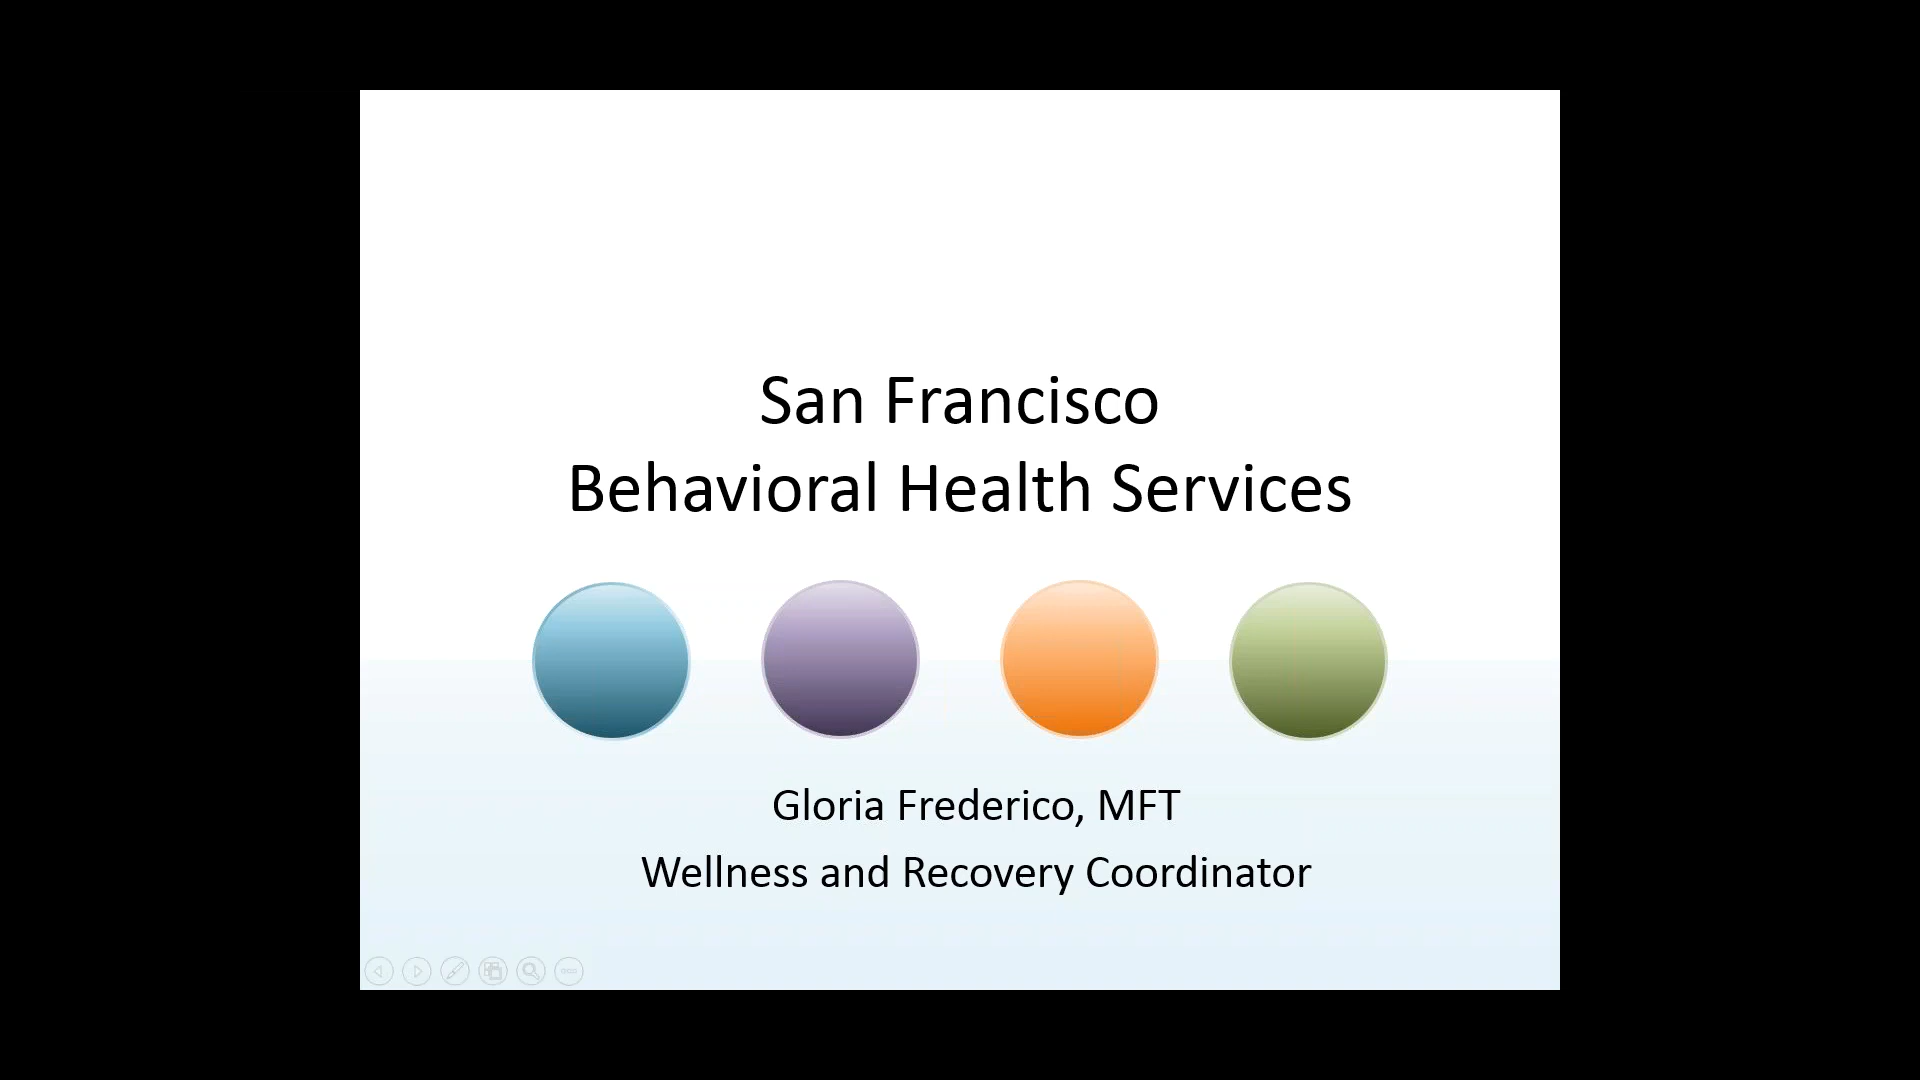 San Francisco
Behavioral Health Services
Gloria Frederico, MFT
Wellness and Recovery Coordinator